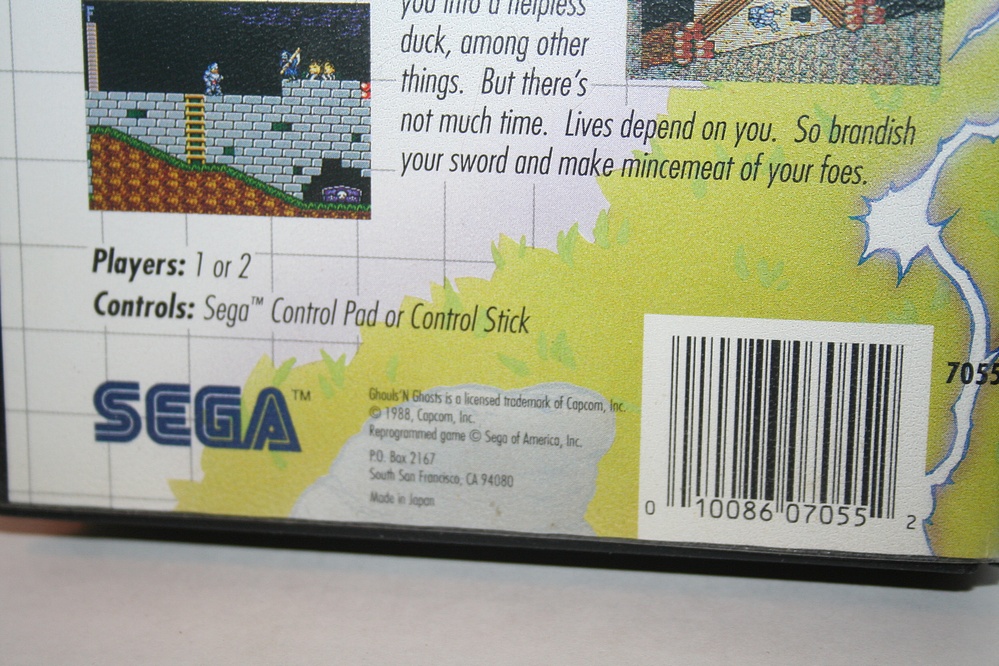 F
you into a helpless
duck, among other
things. But there's
not much time. Lives depend on you. So brandish
your sword and make mincemeat of your foes.
Players: 1 or 2
Controls: Sega™ Control Pad or Control Stick
SEGA™
Ghouls'N Ghosts is a licensed trademark of Capcom, Inc.
© 1988, Capcom, Inc.
Reprogrammed game © Sega of America, Inc.
P.O. Box 2167
South San Francisco, CA 94080
Made in Japan
7055
0 10086 07055 2